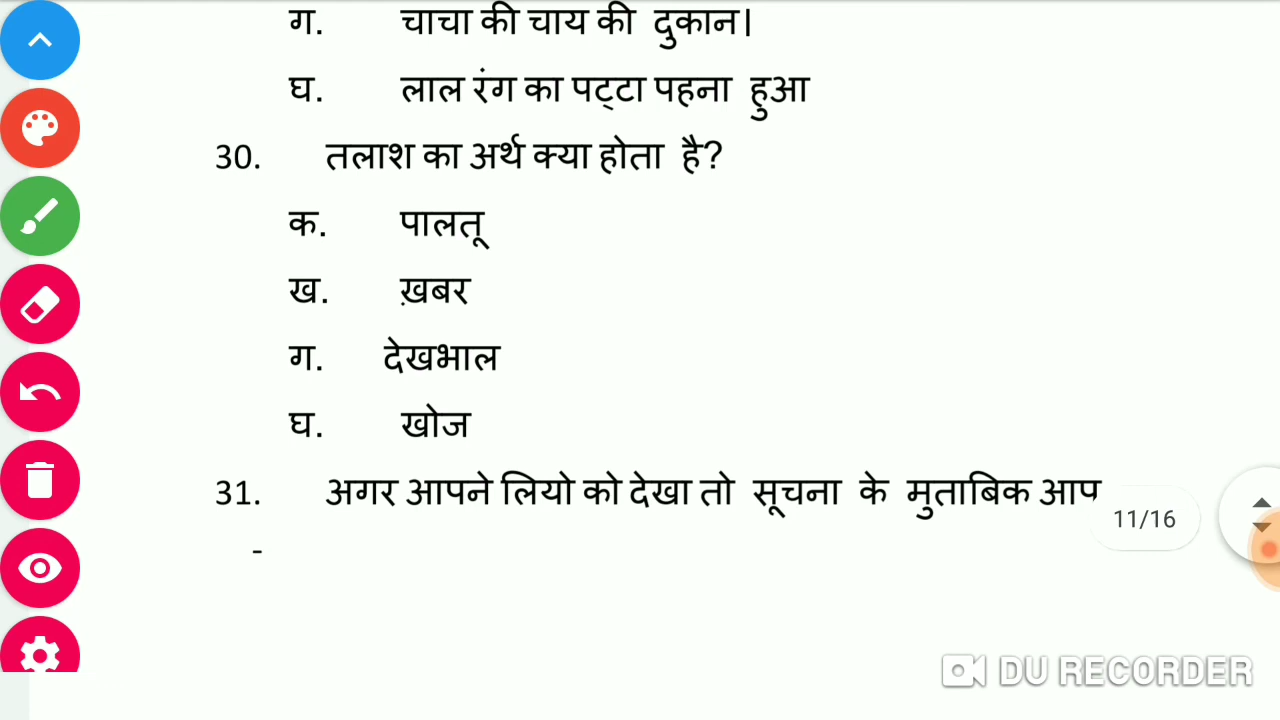 ग. चाचा की चाय की दुकान।
घ. लाल रंग का पट्टा पहना हुआ
30. तलाश का अर्थ क्या होता है?
क. पालतू
ख. ख़बर
ग. देखभाल
घ. खोज
31. अगर आपने लियो को देखा तो सूचना के मुताबिक आप
-
11/16
DU RECORDER